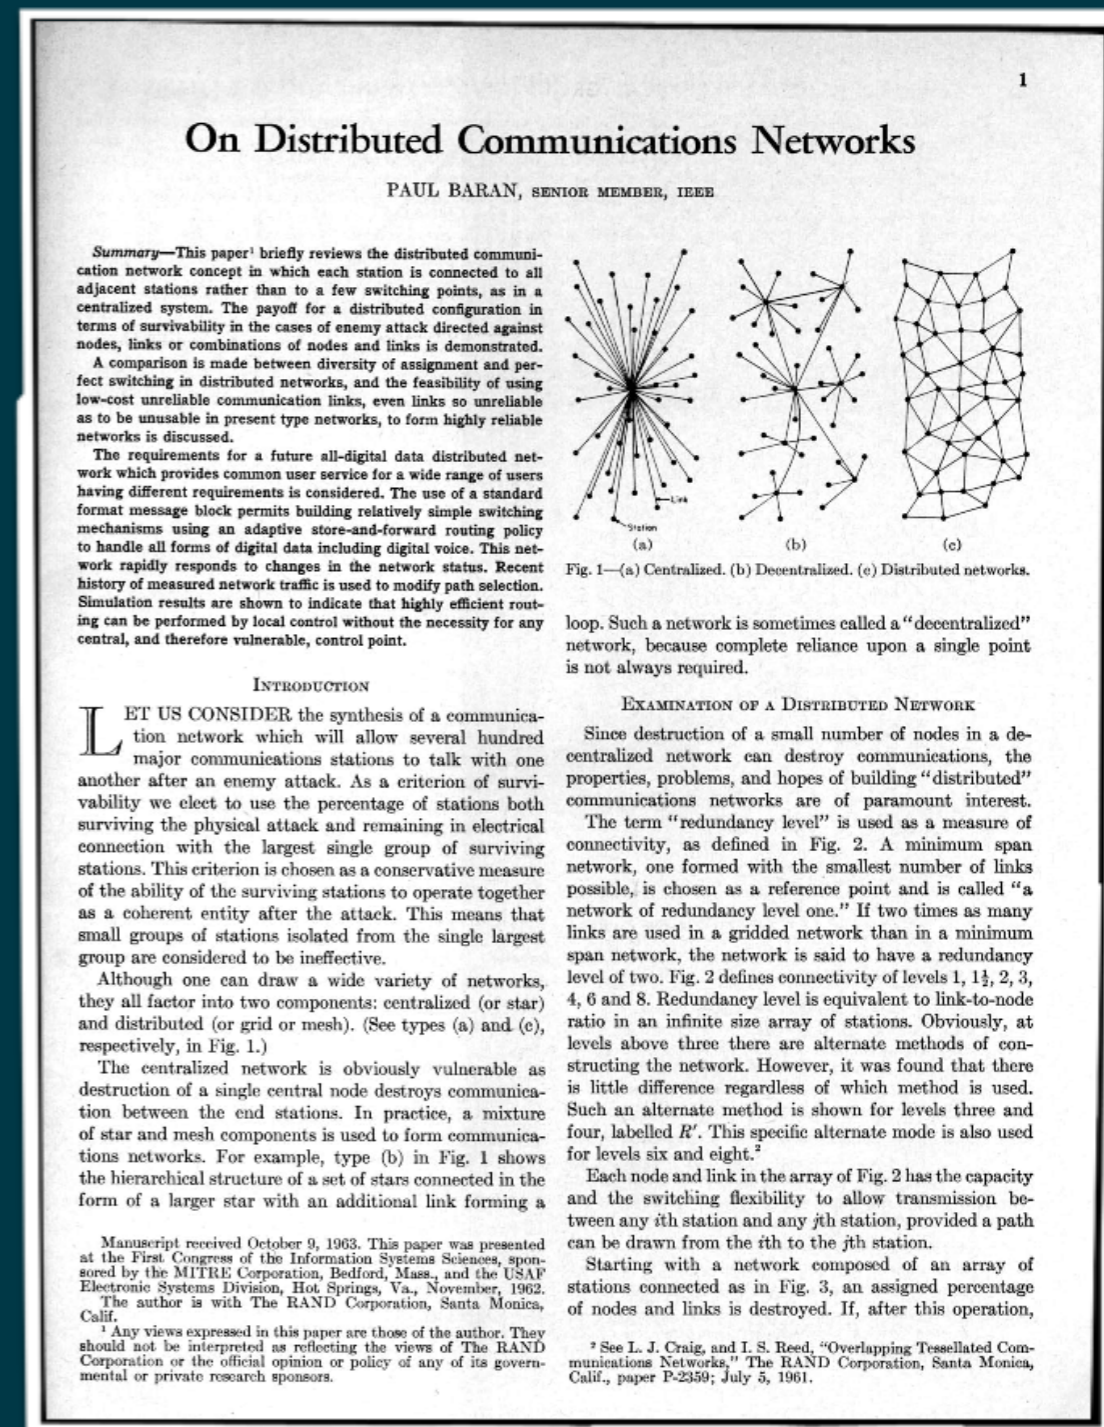 1
On Distributed Communications Networks
PAUL BARAN, SENIOR MEMBER, IEEE
Summary—This paper¹ briefly reviews the distributed communi-
cation network concept in which each station is connected to all
adjacent stations rather than to a few switching points, as in a
centralized system. The payoff for a distributed configuration in
terms of survivability in the cases of enemy attack directed against
nodes, links or combinations of nodes and links is demonstrated.
A comparison is made between diversity of assignment and per-
fect switching in distributed networks, and the feasibility of using
low-cost unreliable communication links, even links so unreliable
as to be unusable in present type networks, to form highly reliable
networks is discussed.
The requirements for a future all-digital data distributed net-
work which provides common user service for a wide range of users
having different requirements is considered. The use of a standard
format message block permits building relatively simple switching
mechanisms using an adaptive store-and-forward routing policy
to handle all forms of digital data including digital voice. This net-
work rapidly responds to changes in the network status. Recent
history of measured network traffic is used to modify path selection.
Simulation results are shown to indicate that highly efficient rout-
ing can be performed by local control without the necessity for any
central, and therefore vulnerable, control point.
INTRODUCTION
LET US CONSIDER the synthesis of a communica-
tion network which will allow several hundred
major communications stations to talk with one
another after an enemy attack. As a criterion of survi-
vability we elect to use the percentage of stations both
surviving the physical attack and remaining in electrical
connection with the largest single group of surviving
stations. This criterion is chosen as a conservative measure
of the ability of the surviving stations to operate together
as a coherent entity after the attack. This means that
small groups of stations isolated from the single largest
group are considered to be ineffective.
Although one can draw a wide variety of networks,
they all factor into two components: centralized (or star)
and distributed (or grid or mesh). (See types (a) and (c),
respectively, in Fig. 1.)
The centralized network is obviously vulnerable as
destruction of a single central node destroys communica-
tion between the end stations. In practice, a mixture
of star and mesh components is used to form communica-
tions networks. For example, type (b) in Fig. 1 shows
the hierarchical structure of a set of stars connected in the
form of a larger star with an additional link forming a
Manuscript received October 9, 1963. This paper was presented
at the First Congress of the Information Systems Sciences, spon-
sored by the MITRE Corporation, Bedford, Mass., and the USAF
Electronic Systems Division, Hot Springs, Va., November, 1962.
The author is with The RAND Corporation, Santa Monica,
Calif.
¹ Any views expressed in this paper are those of the author. They
should not be interpreted as reflecting the views of The RAND
Corporation or the official opinion or policy of any of its govern-
mental or private research sponsors.
Link
Station
(a)
(b)
(c)
Fig. 1—(a) Centralized. (b) Decentralized. (c) Distributed networks.
loop. Such a network is sometimes called a "decentralized"
network, because complete reliance upon a single point
is not always required.
EXAMINATION OF A DISTRIBUTED NETWORK
Since destruction of a small number of nodes in a de-
centralized network can destroy communications, the
properties, problems, and hopes of building "distributed"
communications networks are of paramount interest.
The term "redundancy level" is used as a measure of
connectivity, as defined in Fig. 2. A minimum span
network, one formed with the smallest number of links
possible, is chosen as a reference point and is called "a
network of redundancy level one." If two times as many
links are used in a gridded network than in a minimum
span network, the network is said to have a redundancy
level of two. Fig. 2 defines connectivity of levels 1, 1½, 2, 3,
4, 6 and 8. Redundancy level is equivalent to link-to-node
ratio in an infinite size array of stations. Obviously, at
levels above three there are alternate methods of con-
structing the network. However, it was found that there
is little difference regardless of which method is used.
Such an alternate method is shown for levels three and
four, labelled R'. This specific alternate mode is also used
for levels six and eight.²
Each node and link in the array of Fig. 2 has the capacity
and the switching flexibility to allow transmission be-
tween any ith station and any jth station, provided a path
can be drawn from the ith to the jth station.
Starting with a network composed of an array of
stations connected as in Fig. 3, an assigned percentage
of nodes and links is destroyed. If, after this operation,
² See L. J. Craig, and I. S. Reed, "Overlapping Tessellated Com-
munications Networks," The RAND Corporation, Santa Monica,
Calif., paper P-2359; July 5, 1961.